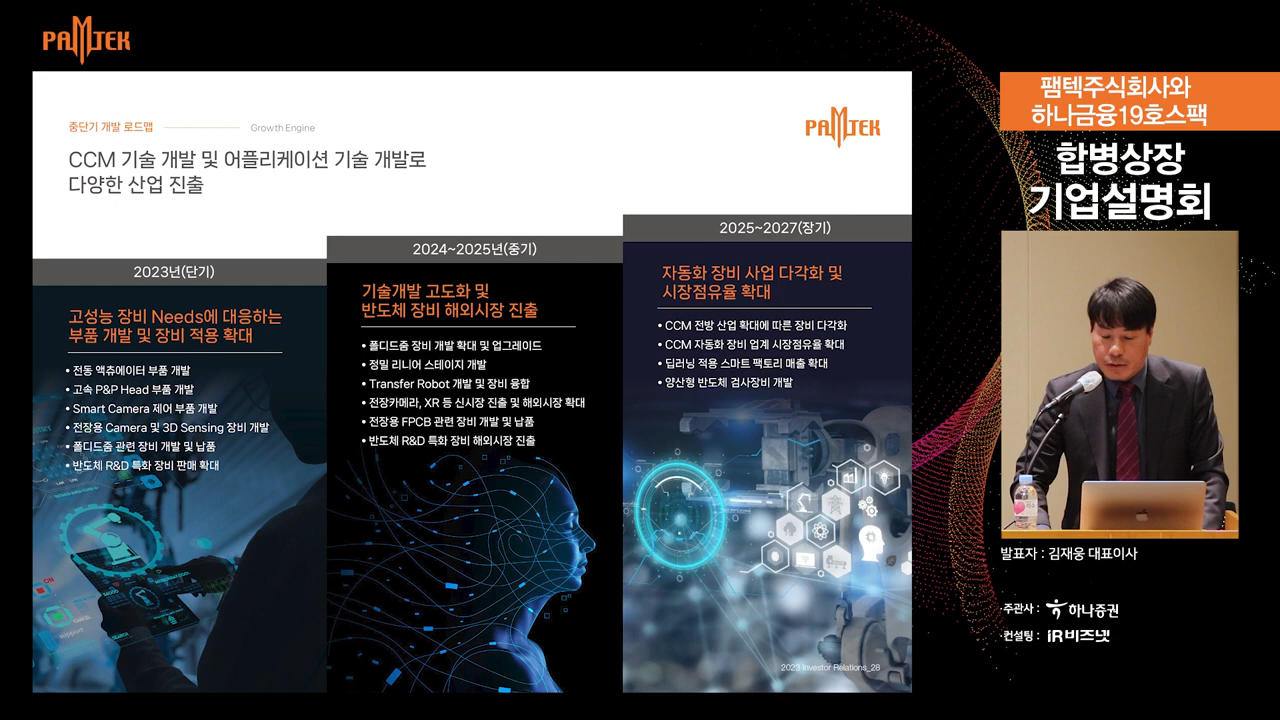 PAMTEK
중단기 개발 로드맵
Growth Engine
PAMTEK
CCM 기술 개발 및 어플리케이션 기술 개발로
다양한 산업 진출
2023년(단기)
고성능 장비 Needs에 대응하는
부품 개발 및 장비 적용 확대
• 전동 액츄에이터 부품 개발
• 고속 P&P Head 부품 개발
• Smart Camera 제어 부품 개발
• 전장용 Camera 및 3D Sensing 장비 개발
• 폴디드줌 관련 장비 개발 및 납품
• 반도체 R&D 특화 장비 판매 확대
ON
support
2024~2025년(중기)
기술개발 고도화 및
반도체 장비 해외시장 진출
• 폴디드줌 장비 개발 확대 및 업그레이드
• 정밀 리니어 스테이지 개발
• Transfer Robot 개발 및 장비 융합
• 전장카메라, XR 등 신시장 진출 및 해외시장 확대
• 전장용 FPCB 관련 장비 개발 및 납품
• 반도체 R&D 특화 장비 해외시장 진출
2025~2027(장기)
자동화 장비 사업 다각화 및
시장점유율 확대
• CCM 전방 산업 확대에 따른 장비 다각화
• CCM 자동화 장비 업계 시장점유율 확대
• 딥러닝 적용 스마트 팩토리 매출 확대
• 양산형 반도체 검사장비 개발
2023 Investor Relations_28
팸텍주식회사와
하나금융19호스팩
합병상장
기업설명회
발표자 : 김재웅 대표이사
주관사 : 하나증권
컨설팅 : iR비즈넷